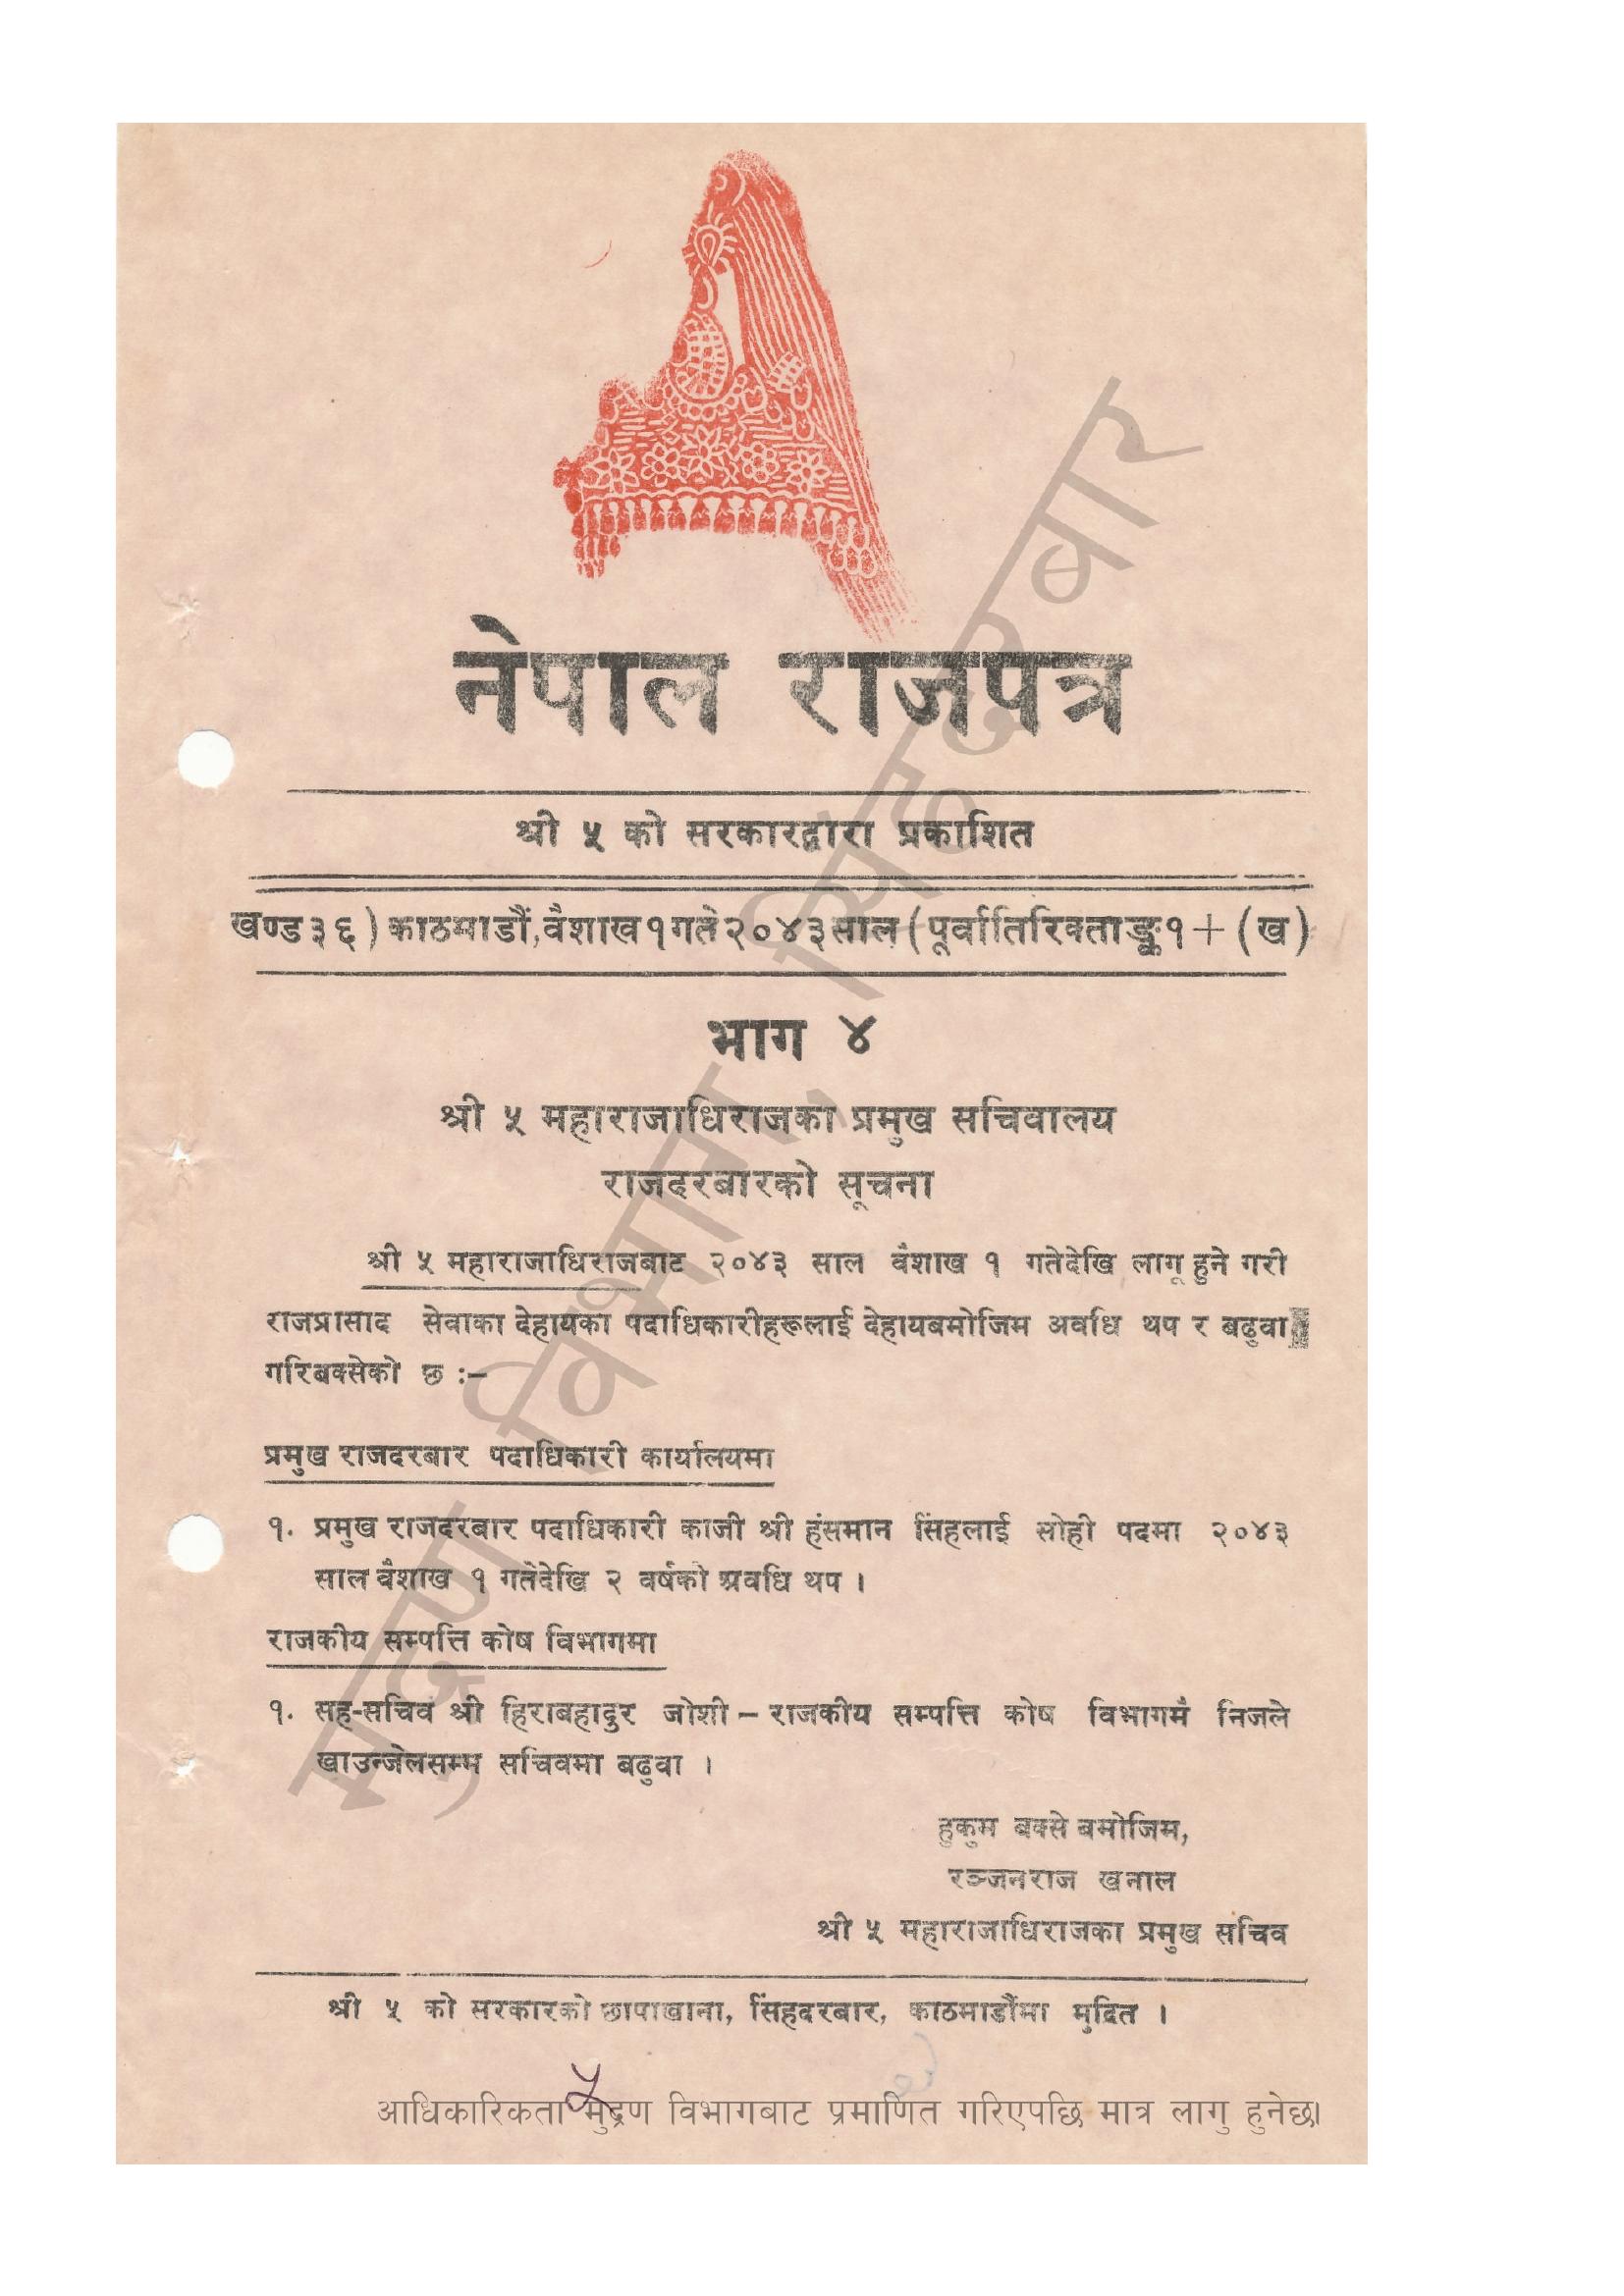 नेपाल राजपत्र
श्री ५ को सरकारद्वारा प्रकाशित
खण्ड ३६ ) काठमाडौं, वैशाख १ गते २०४३ साल ( पूर्वातिरिक्ताङ्क १ + ( ख )
भाग ४
श्री ५ महाराजाधिराजका प्रमुख सचिवालय
राजदरबारको सूचना
श्री ५ महाराजाधिराजबाट २०४३ साल वैशाख १ गतेदेखि लागू हुने गरी
राजप्रासाद सेवाका देहायका पदाधिकारीहरूलाई देहायबमोजिम अवधि थप र बढुवा
गरिबक्सेको छ :–
प्रमुख राजदरबार पदाधिकारी कार्यालयमा
१. प्रमुख राजदरबार पदाधिकारी काजी श्री हंसमान सिंहलाई सोही पदमा २०४३
साल वैशाख १ गतेदेखि २ वर्षको अवधि थप ।
राजकीय सम्पत्ति कोष विभागमा
१. सह-सचिव श्री हिराबहादुर जोशी – राजकीय सम्पत्ति कोष विभागमै निजले
खाउन्जेलसम्म सचिवमा बढुवा ।
हुकुम बक्से बमोजिम,
रञ्जनराज खनाल
श्री ५ महाराजाधिराजका प्रमुख सचिव
श्री ५ को सरकारको छापाखाना, सिंहदरबार, काठमाडौंमा मुद्रित ।
५
आधिकारिकता मुद्रण विभागबाट प्रमाणित गरिएपछि मात्र लागु हुनेछ।
मुद्रण विभाग, सिंहदरबार